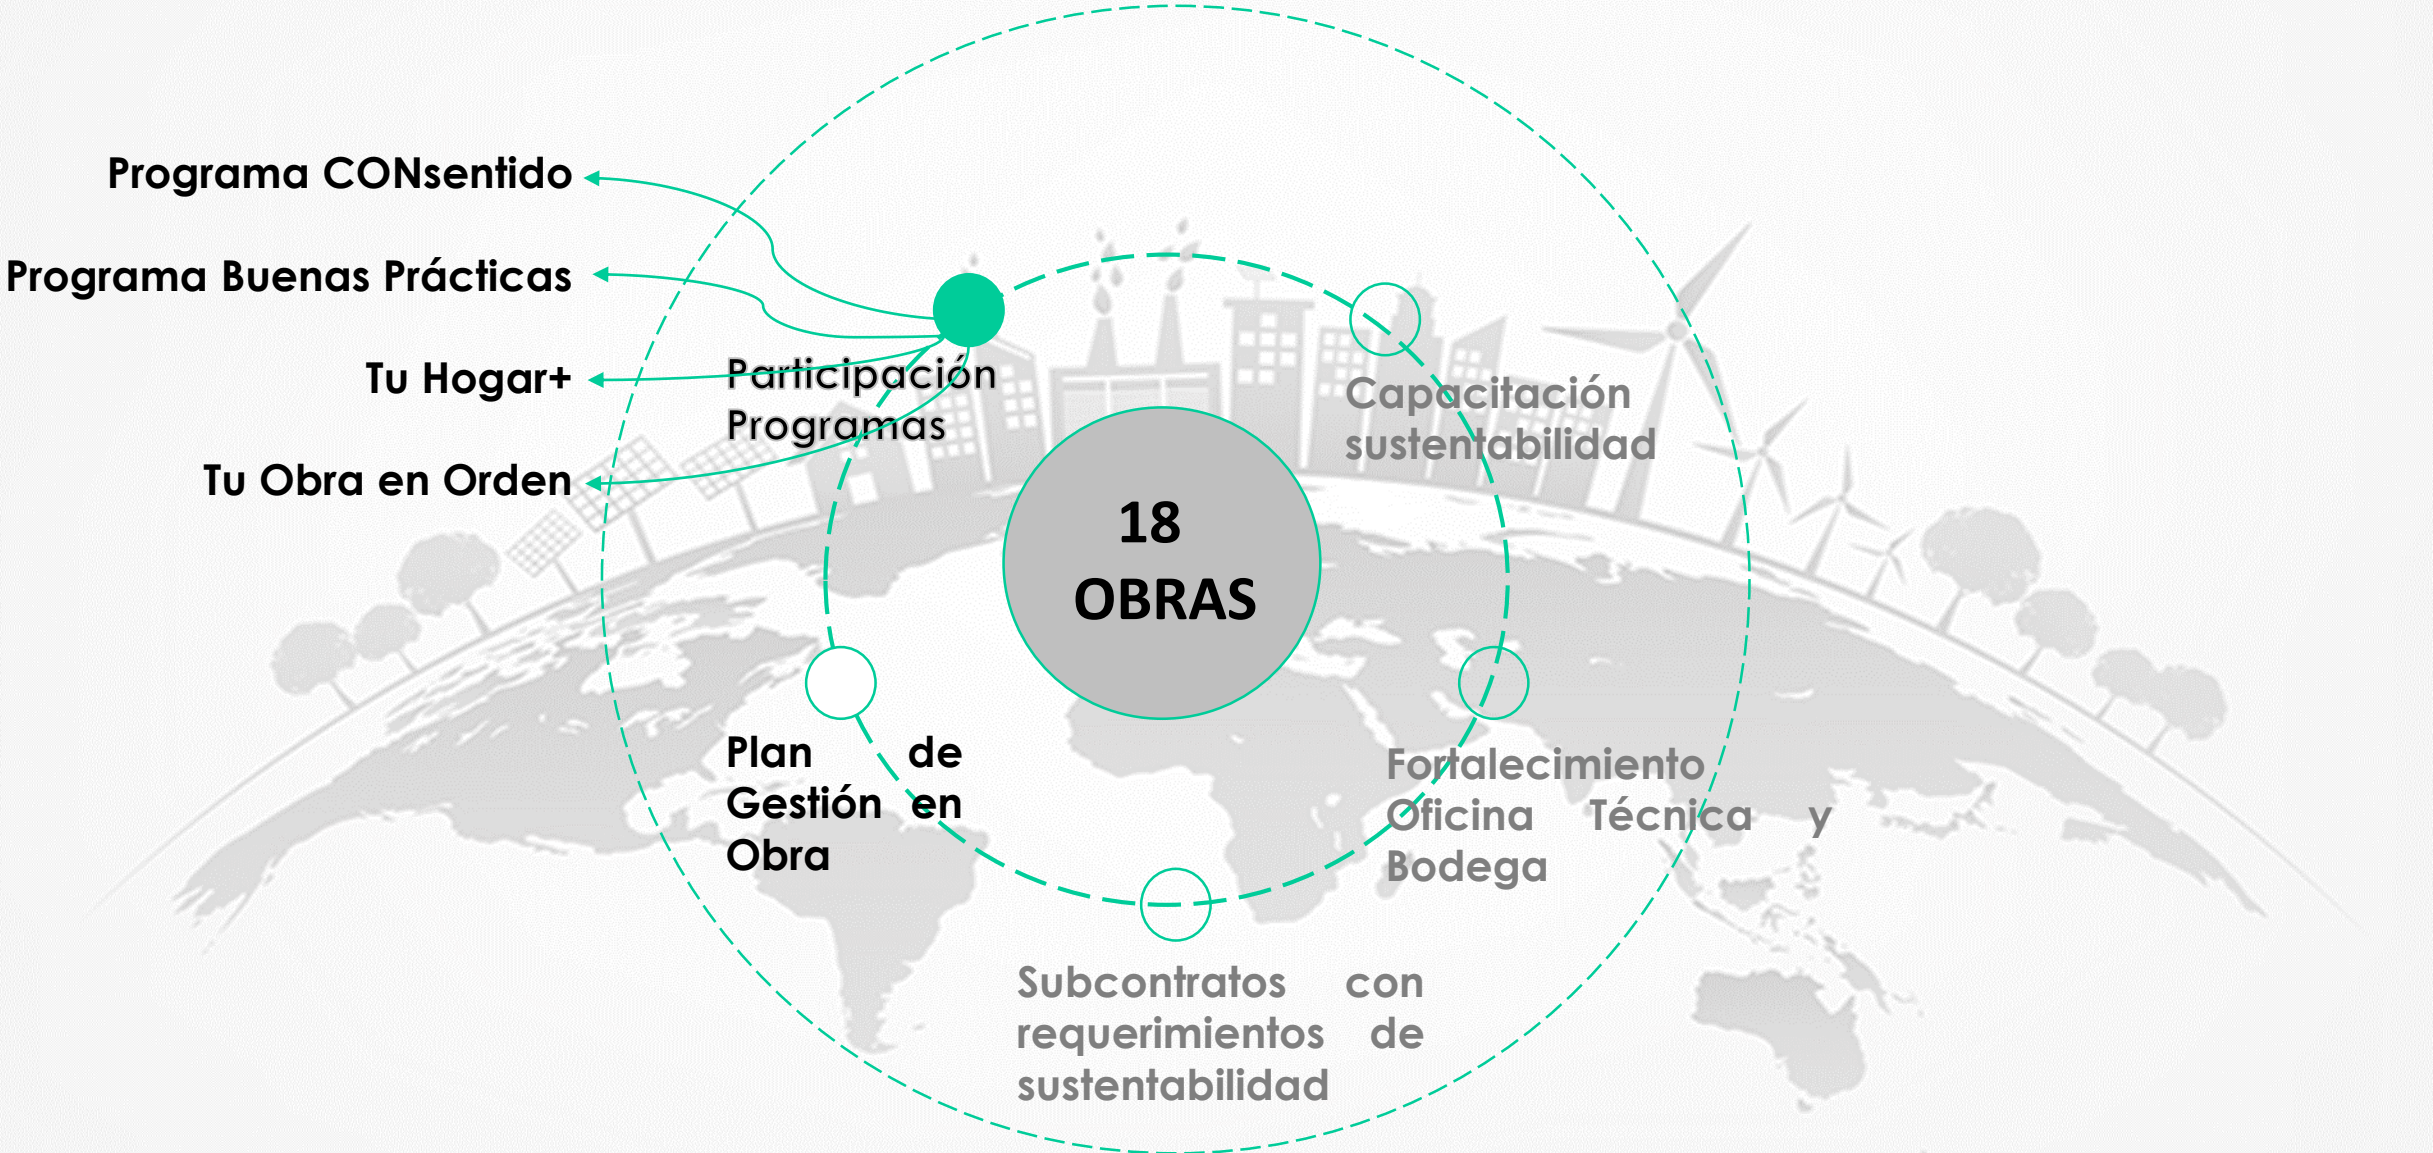 Programa CONsentido
Programa Buenas Prácticas
Tu Hogar+
Tu Obra en Orden
Participación
Programas
Capacitación
sustentabilidad
18
OBRAS
Plan de
Gestión en
Obra
Fortalecimiento
Oficina Técnica y
Bodega
Subcontratos con
requerimientos de
sustentabilidad